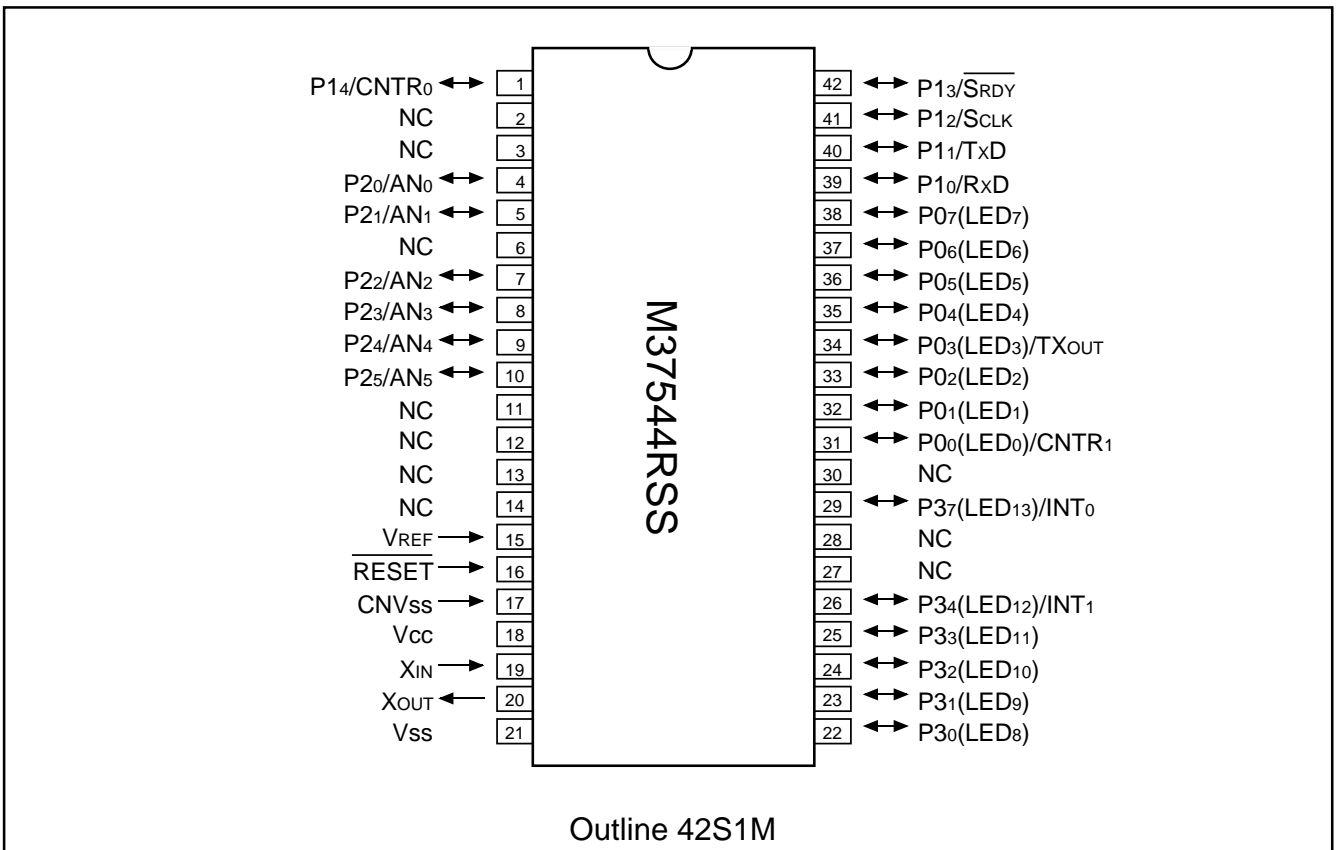 P14/CNTR0 1 42 P13/SRDY
NC 2 41 P12/SCLK
NC 3 40 P11/TXD
P20/AN0 4 39 P10/RXD
P21/AN1 5 38 P07(LED7)
NC 6 37 P06(LED6)
P22/AN2 7 36 P05(LED5)
P23/AN3 8 35 P04(LED4)
P24/AN4 9 34 P03(LED3)/TXOUT
P25/AN5 10 33 P02(LED2)
NC 11 32 P01(LED1)
NC 12 31 P00(LED0)/CNTR1
NC 13 30 NC
NC 14 29 P37(LED13)/INT0
VREF 15 28 NC
RESET 16 27 NC
CNVss 17 26 P34(LED12)/INT1
Vcc 18 25 P33(LED11)
XIN 19 24 P32(LED10)
XOUT 20 23 P31(LED9)
Vss 21 22 P30(LED8)
M37544RSS
Outline 42S1M